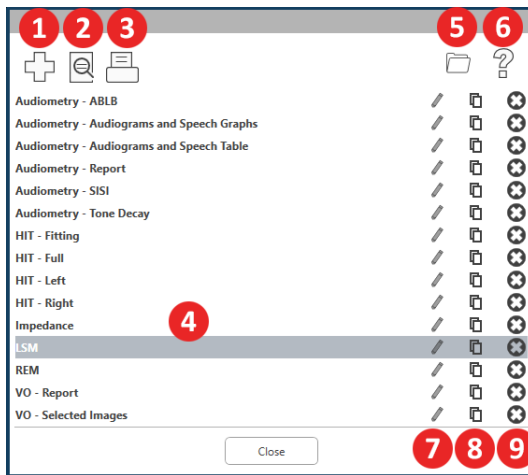 1 2 3 5 6
Audiometry - ABLB
Audiometry - Audiograms and Speech Graphs
Audiometry - Audiograms and Speech Table
Audiometry - Report
Audiometry - SISI
Audiometry - Tone Decay
HIT - Fitting
HIT - Full
HIT - Left
HIT - Right
Impedance 4
LSM
REM
VO - Report
VO - Selected Images
Close 7 8 9